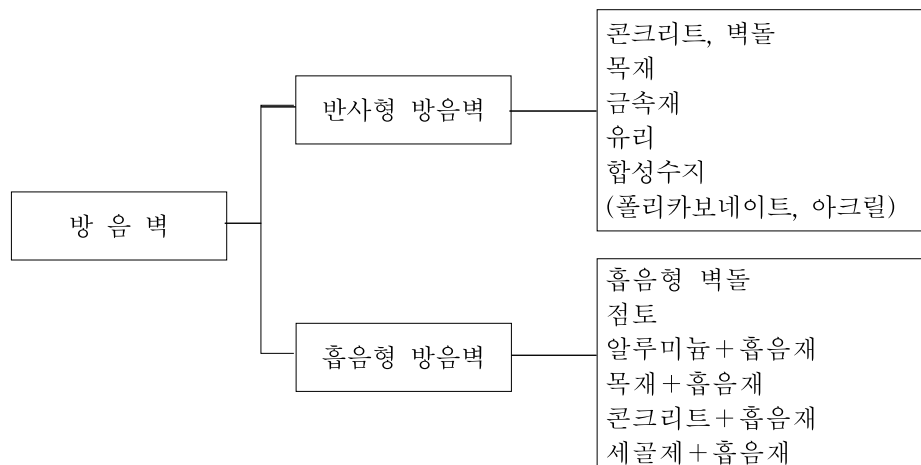 방 음 벽
반사형 방음벽
콘크리트, 벽돌
목재
금속재
유리
합성수지
(폴리카보네이트, 아크릴)
흡음형 방음벽
흡음형 벽돌
점토
알루미늄+흡음재
목재+흡음재
콘크리트+흡음재
세골제+흡음재